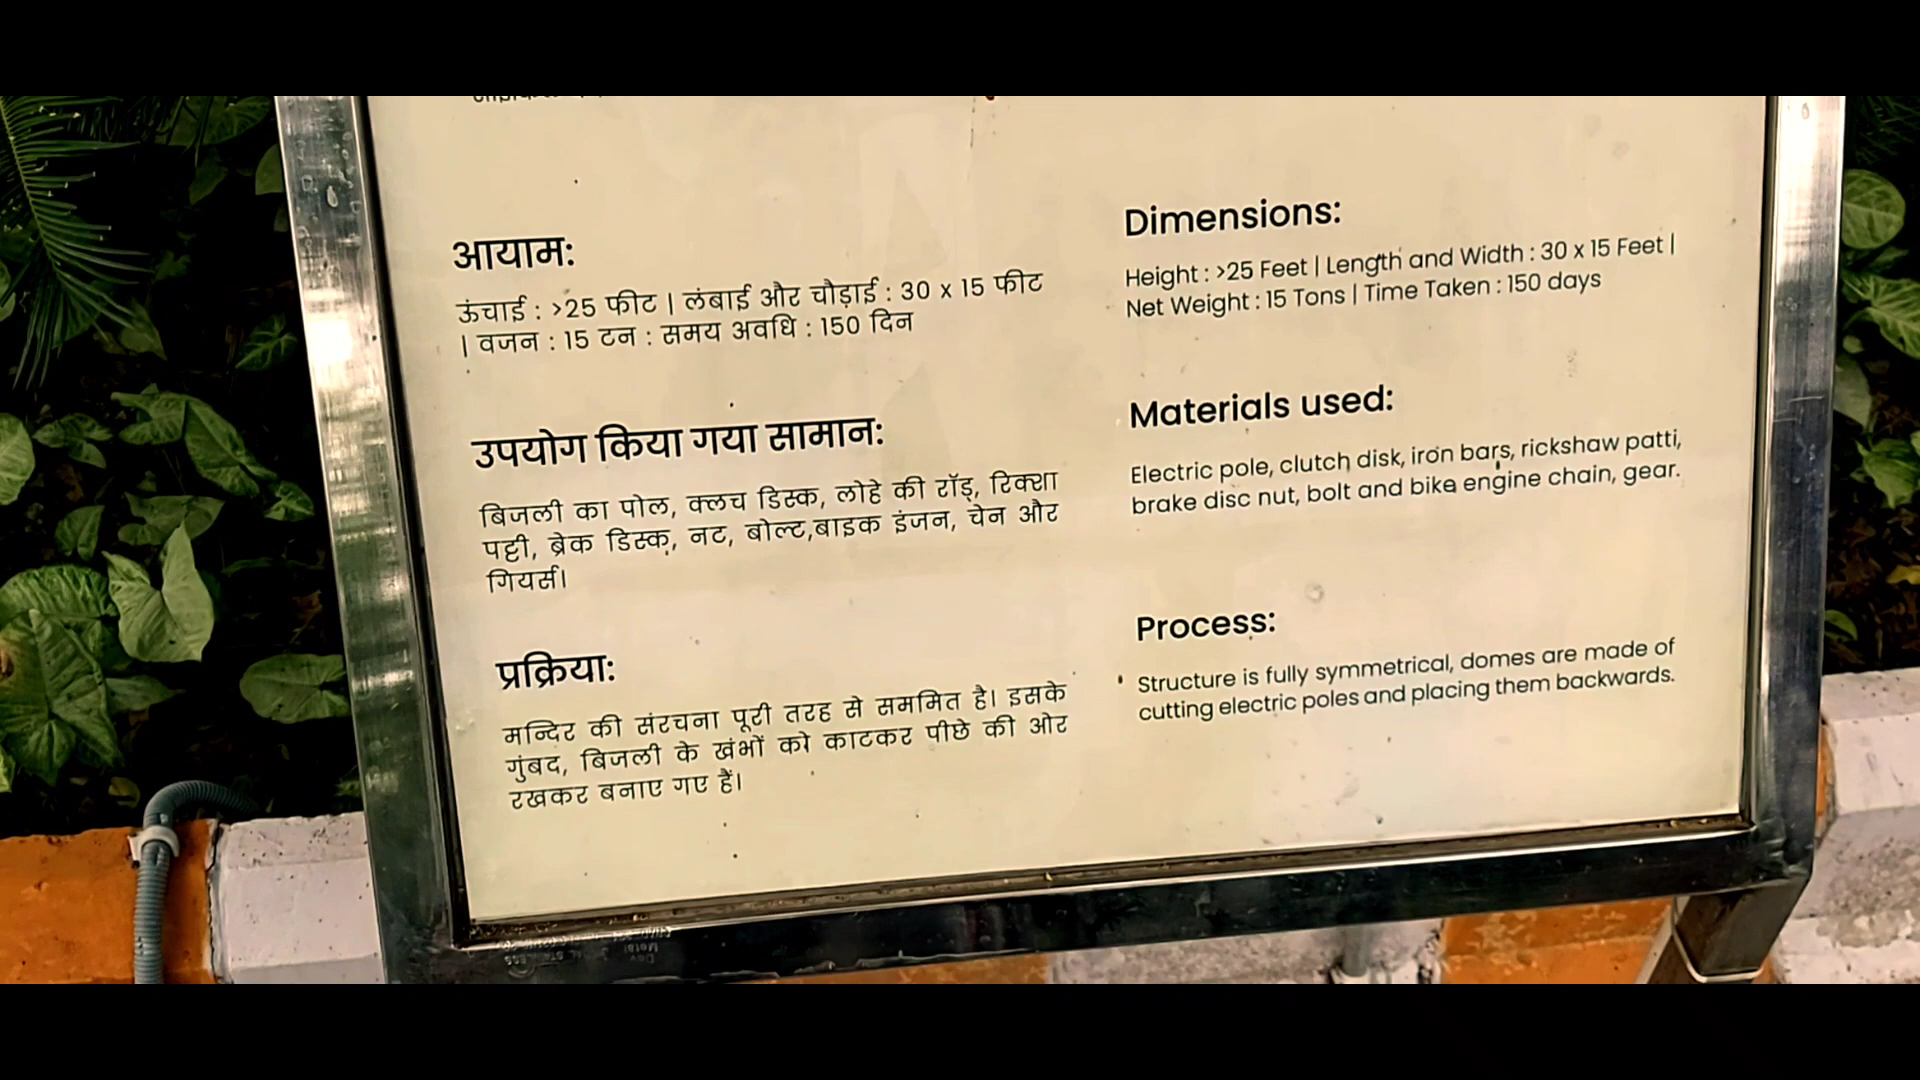 आयाम:
ऊंचाई : >25 फीट | लंबाई और चौड़ाई : 30 x 15 फीट
| वजन : 15 टन : समय अवधि : 150 दिन
उपयोग किया गया सामान:
बिजली का पोल, क्लच डिस्क, लोहे की रॉड्, रिक्शा
पट्टी, ब्रेक डिस्क, नट, बोल्ट,बाइक इंजन, चेन और
गियर्स।
प्रक्रिया:
मन्दिर की संरचना पूरी तरह से सममित है। इसके
गुंबद, बिजली के खंभों को काटकर पीछे की ओर
रखकर बनाए गए हैं।
Dimensions:
Height : >25 Feet | Length and Width : 30 x 15 Feet |
Net Weight : 15 Tons | Time Taken : 150 days
Materials used:
Electric pole, clutch disk, iron bars, rickshaw patti,
brake disc nut, bolt and bike engine chain, gear.
Process:
Structure is fully symmetrical, domes are made of
cutting electric poles and placing them backwards.